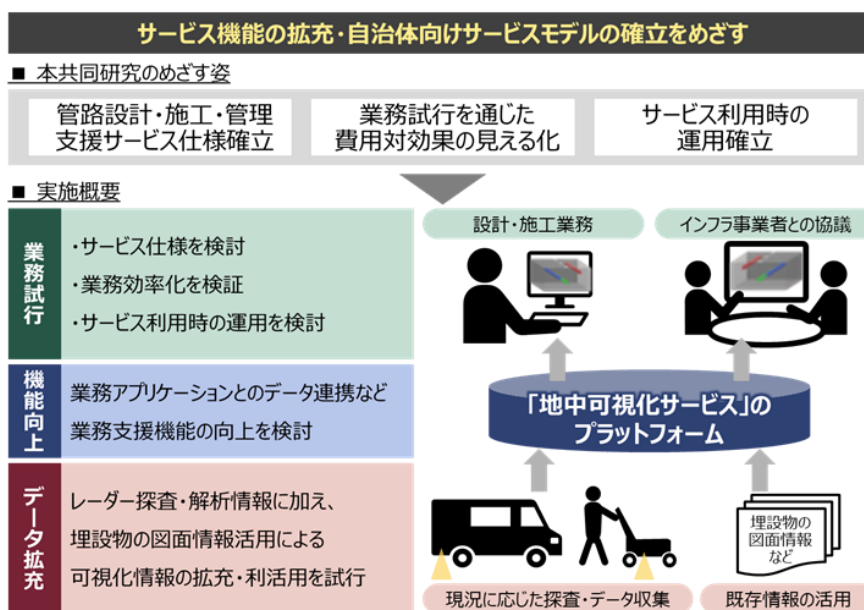 サービス機能の拡充・自治体向けサービスモデルの確立をめざす
■ 本共同研究のめざす姿
管路設計・施工・管理
支援サービス仕様確立
業務試行を通じた
費用対効果の見える化
サービス利用時の
運用確立
■ 実施概要
業務試行
・サービス仕様を検討
・業務効率化を検証
・サービス利用時の運用を検討
設計・施工業務
インフラ事業者との協議
機能向上
業務アプリケーションとのデータ連携など
業務支援機能の向上を検討
「地中可視化サービス」の
プラットフォーム
データ拡充
レーダー探査・解析情報に加え、
埋設物の図面情報活用による
可視化情報の拡充・利活用を試行
埋設物の
図面情報
など
現況に応じた探査・データ収集
既存情報の活用